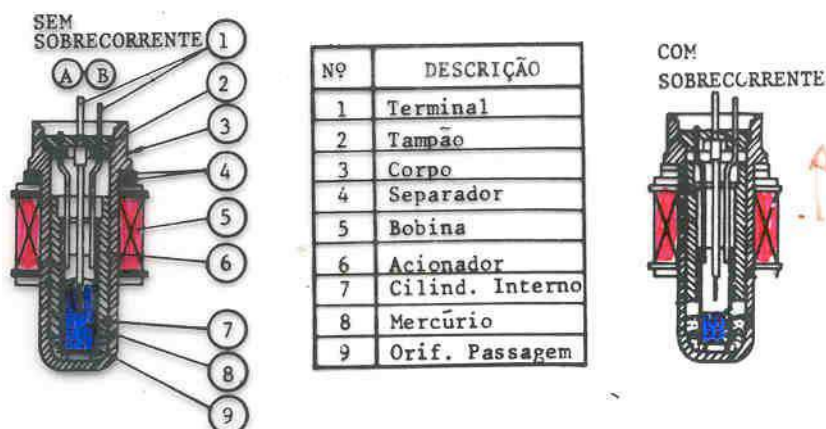 SEM
SOBRECORRENTE
1
A B
2
3
4
5
6
7
8
9
Nº DESCRIÇÃO
1 Terminal
2 Tampão
3 Corpo
4 Separador
5 Bobina
6 Acionador
7 Cilind. Interno
8 Mercúrio
9 Orif. Passagem
COM
SOBRECORRENTE